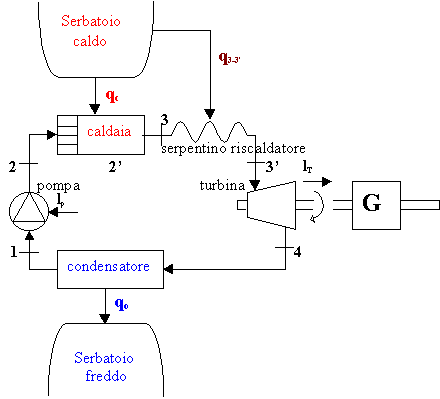 Serbatoio
caldo
q3-3'
qc
3
caldaia
serpentino riscaldatore
2
2'
3'
lT
pompa
turbina
lp
G
1
4
condensatore
q0
Serbatoio
freddo